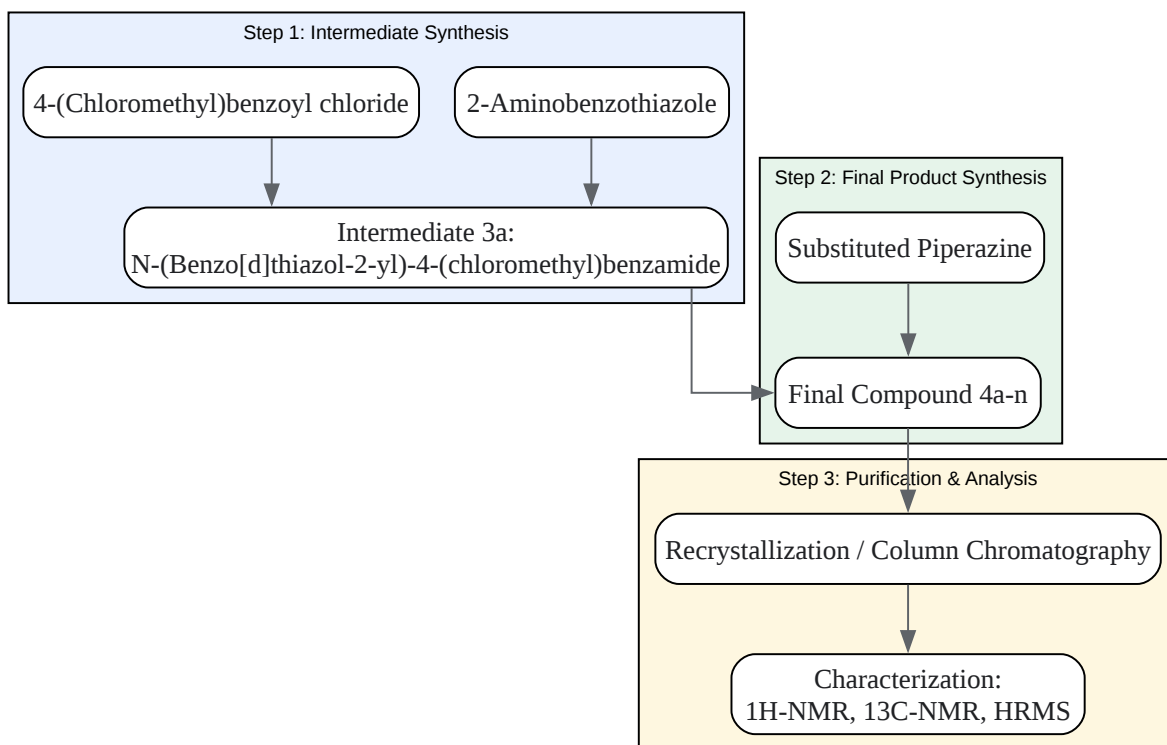 Step 1: Intermediate Synthesis
4-(Chloromethyl)benzoyl chloride
2-Aminobenzothiazole
Intermediate 3a:
N-(Benzo[d]thiazol-2-yl)-4-(chloromethyl)benzamide
Step 2: Final Product Synthesis
Substituted Piperazine
Final Compound 4a-n
Step 3: Purification & Analysis
Recrystallization / Column Chromatography
Characterization:
1H-NMR, 13C-NMR, HRMS